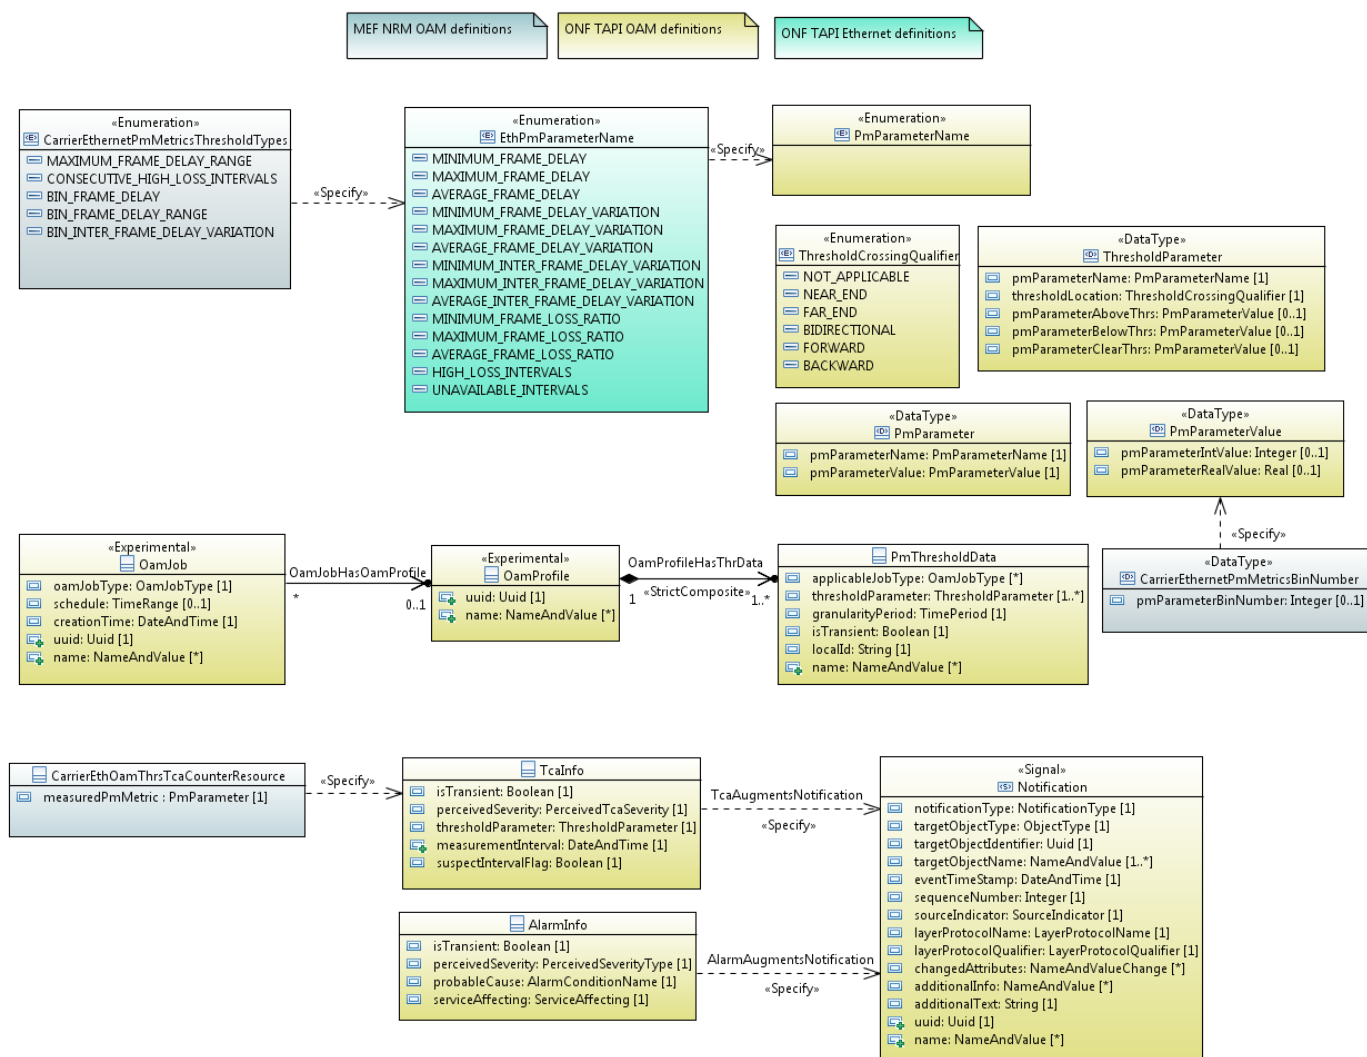 MEF NRM OAM definitions
ONF TAPI OAM definitions
ONF TAPI Ethernet definitions
«Enumeration»
CarrierEthernetPmMetricsThresholdTypes
MAXIMUM_FRAME_DELAY_RANGE
CONSECUTIVE_HIGH_LOSS_INTERVALS
BIN_FRAME_DELAY
BIN_FRAME_DELAY_RANGE
BIN_INTER_FRAME_DELAY_VARIATION
«Specify»
«Enumeration»
EthPmParameterName
MINIMUM_FRAME_DELAY
MAXIMUM_FRAME_DELAY
AVERAGE_FRAME_DELAY
MINIMUM_FRAME_DELAY_VARIATION
MAXIMUM_FRAME_DELAY_VARIATION
AVERAGE_FRAME_DELAY_VARIATION
MINIMUM_INTER_FRAME_DELAY_VARIATION
MAXIMUM_INTER_FRAME_DELAY_VARIATION
AVERAGE_INTER_FRAME_DELAY_VARIATION
MINIMUM_FRAME_LOSS_RATIO
MAXIMUM_FRAME_LOSS_RATIO
AVERAGE_FRAME_LOSS_RATIO
HIGH_LOSS_INTERVALS
UNAVAILABLE_INTERVALS
«Specify»
«Enumeration»
PmParameterName
«Enumeration»
ThresholdCrossingQualifier
NOT_APPLICABLE
NEAR_END
FAR_END
BIDIRECTIONAL
FORWARD
BACKWARD
«DataType»
ThresholdParameter
pmParameterName: PmParameterName [1]
thresholdLocation: ThresholdCrossingQualifier [1]
pmParameterAboveThrs: PmParameterValue [0..1]
pmParameterBelowThrs: PmParameterValue [0..1]
pmParameterClearThrs: PmParameterValue [0..1]
«DataType»
PmParameter
pmParameterName: PmParameterName [1]
pmParameterValue: PmParameterValue [1]
«DataType»
PmParameterValue
pmParameterIntValue: Integer [0..1]
pmParameterRealValue: Real [0..1]
«Specify»
«DataType»
CarrierEthernetPmMetricsBinNumber
pmParameterBinNumber: Integer [0..1]
«Experimental»
OamJob
oamJobType: OamJobType [1]
schedule: TimeRange [0..1]
creationTime: DateAndTime [1]
uuid: Uuid [1]
name: NameAndValue [*]
OamJobHasOamProfile
*
0..1
«Experimental»
OamProfile
uuid: Uuid [1]
name: NameAndValue [*]
OamProfileHasThrData
«StrictComposite»
1
1..*
PmThresholdData
applicableJobType: OamJobType [*]
thresholdParameter: ThresholdParameter [1..*]
granularityPeriod: TimePeriod [1]
isTransient: Boolean [1]
localId: String [1]
name: NameAndValue [*]
CarrierEthOamThrsTcaCounterResource
measuredPmMetric : PmParameter [1]
«Specify»
TcaInfo
isTransient: Boolean [1]
perceivedSeverity: PerceivedTcaSeverity [1]
thresholdParameter: ThresholdParameter [1]
measurementInterval: DateAndTime [1]
suspectIntervalFlag: Boolean [1]
TcaAugmentsNotification
«Specify»
AlarmInfo
isTransient: Boolean [1]
perceivedSeverity: PerceivedSeverityType [1]
probableCause: AlarmConditionName [1]
serviceAffecting: ServiceAffecting [1]
AlarmAugmentsNotification
«Specify»
«Signal»
Notification
notificationType: NotificationType [1]
targetObjectType: ObjectType [1]
targetObjectIdentifier: Uuid [1]
targetObjectName: NameAndValue [1..*]
eventTimeStamp: DateAndTime [1]
sequenceNumber: Integer [1]
sourceIndicator: SourceIndicator [1]
layerProtocolName: LayerProtocolName [1]
layerProtocolQualifier: LayerProtocolQualifier [1]
changedAttributes: NameAndValueChange [*]
additionalInfo: NameAndValue [*]
additionalText: String [1]
uuid: Uuid [1]
name: NameAndValue [*]